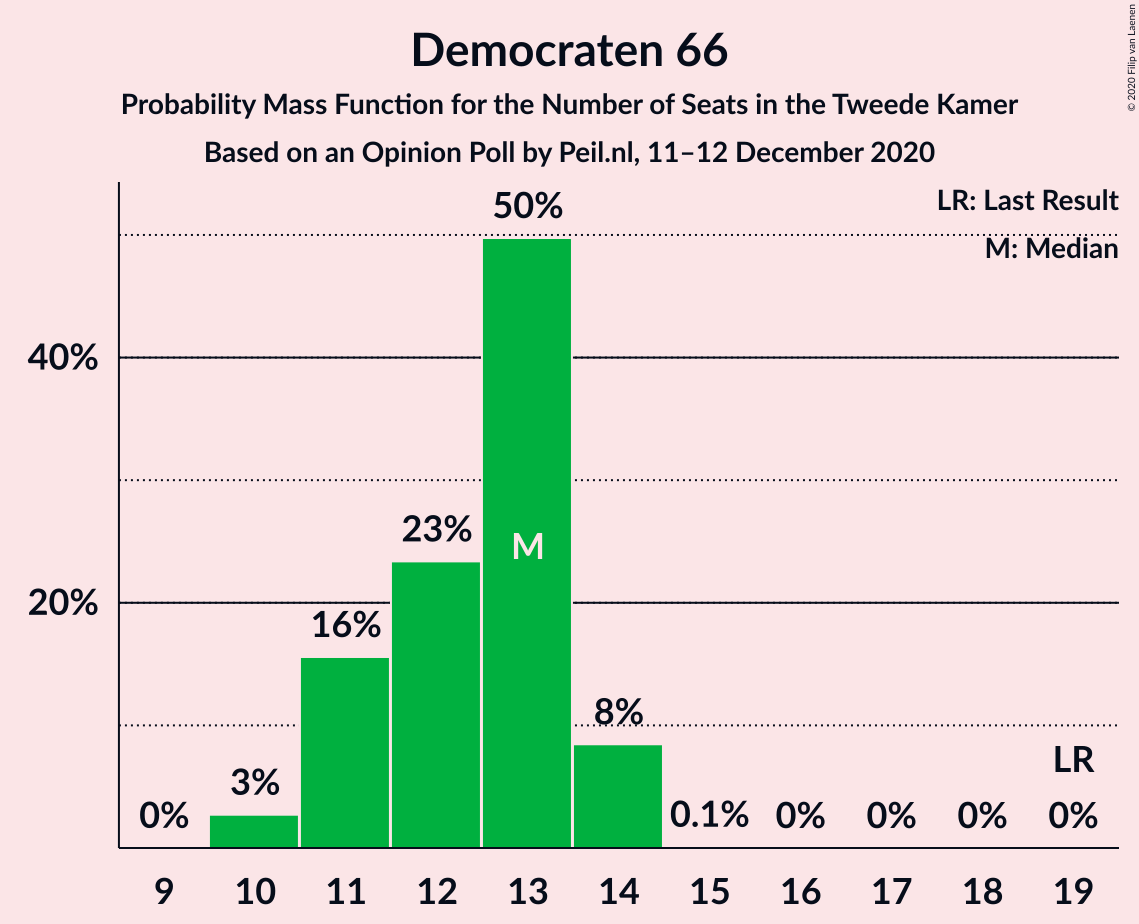 Democraten 66
Probability Mass Function for the Number of Seats in the Tweede Kamer
Based on an Opinion Poll by Peil.nl, 11–12 December 2020
© 2020 Filip van Laenen
LR: Last Result
M: Median
40%
20%
0%
3%
16%
23%
50%
M
8%
0.1%
0%
0%
0%
LR
0%
9 10 11 12 13 14 15 16 17 18 19